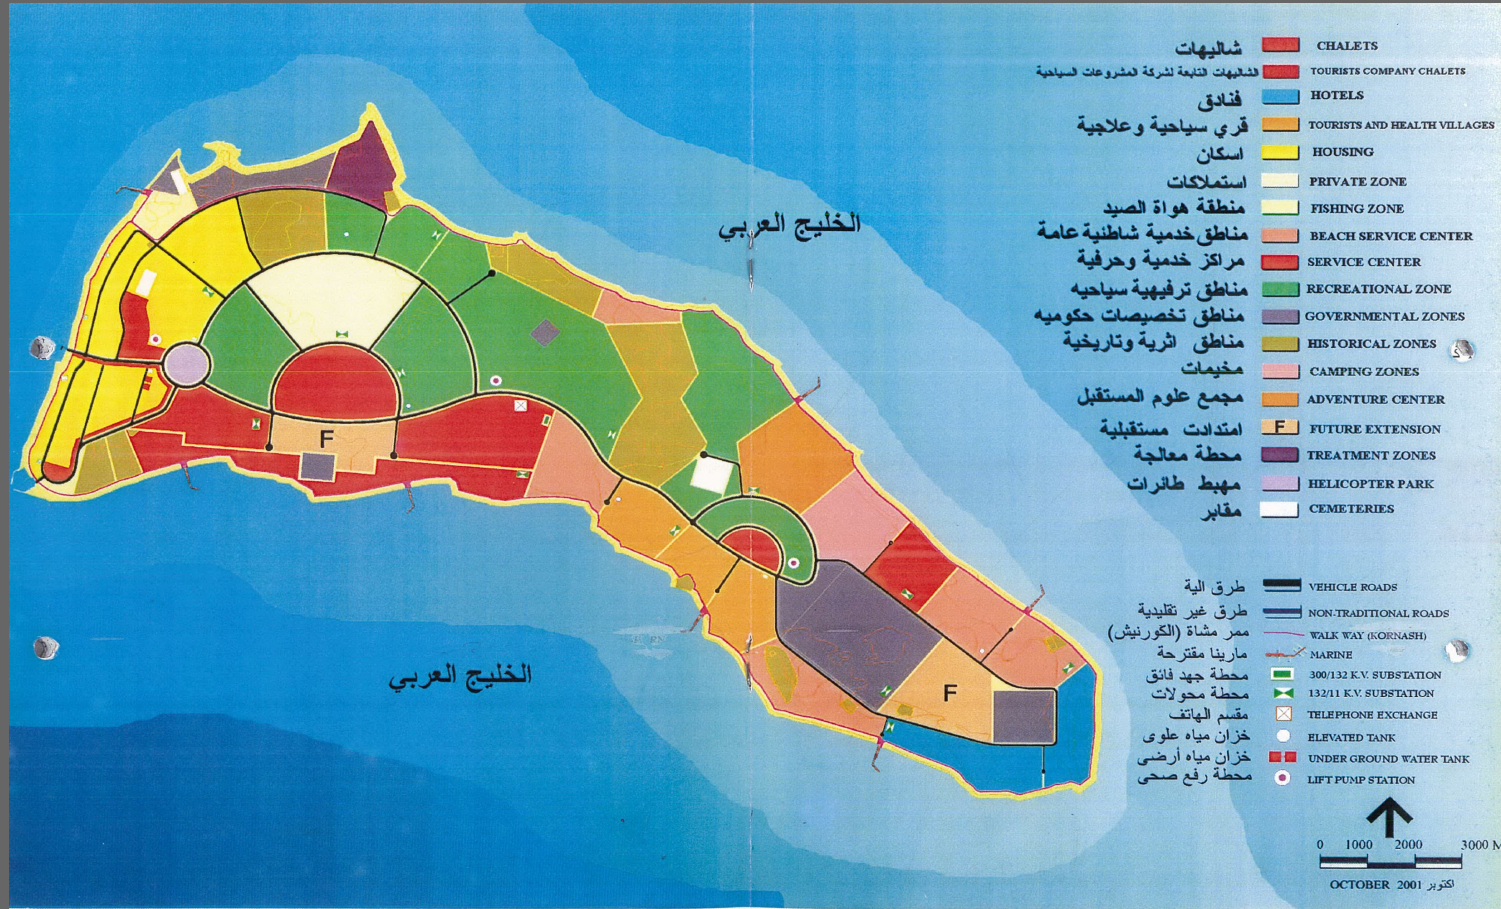 شاليهات CHALETS
الشاليهات التابعة لشركة المشروعات السياحية TOURISTS COMPANY CHALETS
فنادق HOTELS
قري سياحية وعلاجية TOURISTS AND HEALTH VILLAGES
اسكان HOUSING
استملاكات PRIVATE ZONE
منطقة هواة الصيد FISHING ZONE
مناطق خدمية شاطئية عامة BEACH SERVICE CENTER
مراكز خدمية وحرفية SERVICE CENTER
مناطق ترفيهية سياحيه RECREATIONAL ZONE
مناطق تخصيصات حكوميه GOVERNMENTAL ZONES
مناطق اثرية وتاريخية HISTORICAL ZONES
مخيمات CAMPING ZONES
مجمع علوم المستقبل ADVENTURE CENTER
امتدادت مستقبلية F FUTURE EXTENSION
محطة معالجة TREATMENT ZONES
مهبط طائرات HELICOPTER PARK
مقابر CEMETERIES
طرق الية VEHICLE ROADS
طرق غير تقليدية NON-TRADITIONAL ROADS
ممر مشاة (الكورنيش) WALK WAY (KORNASH)
مارينا مقترحة MARINE
محطة جهد فائق 300/132 K.V. SUBSTATION
محطة محولات 132/11 K.V. SUBSTATION
مقسم الهاتف TELEPHONE EXCHANGE
خزان مياه علوى ELEVATED TANK
خزان مياه أرضى UNDER GROUND WATER TANK
محطة رفع صحى LIFT PUMP STATION
0 1000 2000 3000 M
OCTOBER 2001 اكتوبر
الخليج العربي
F
F
الخليج العربي